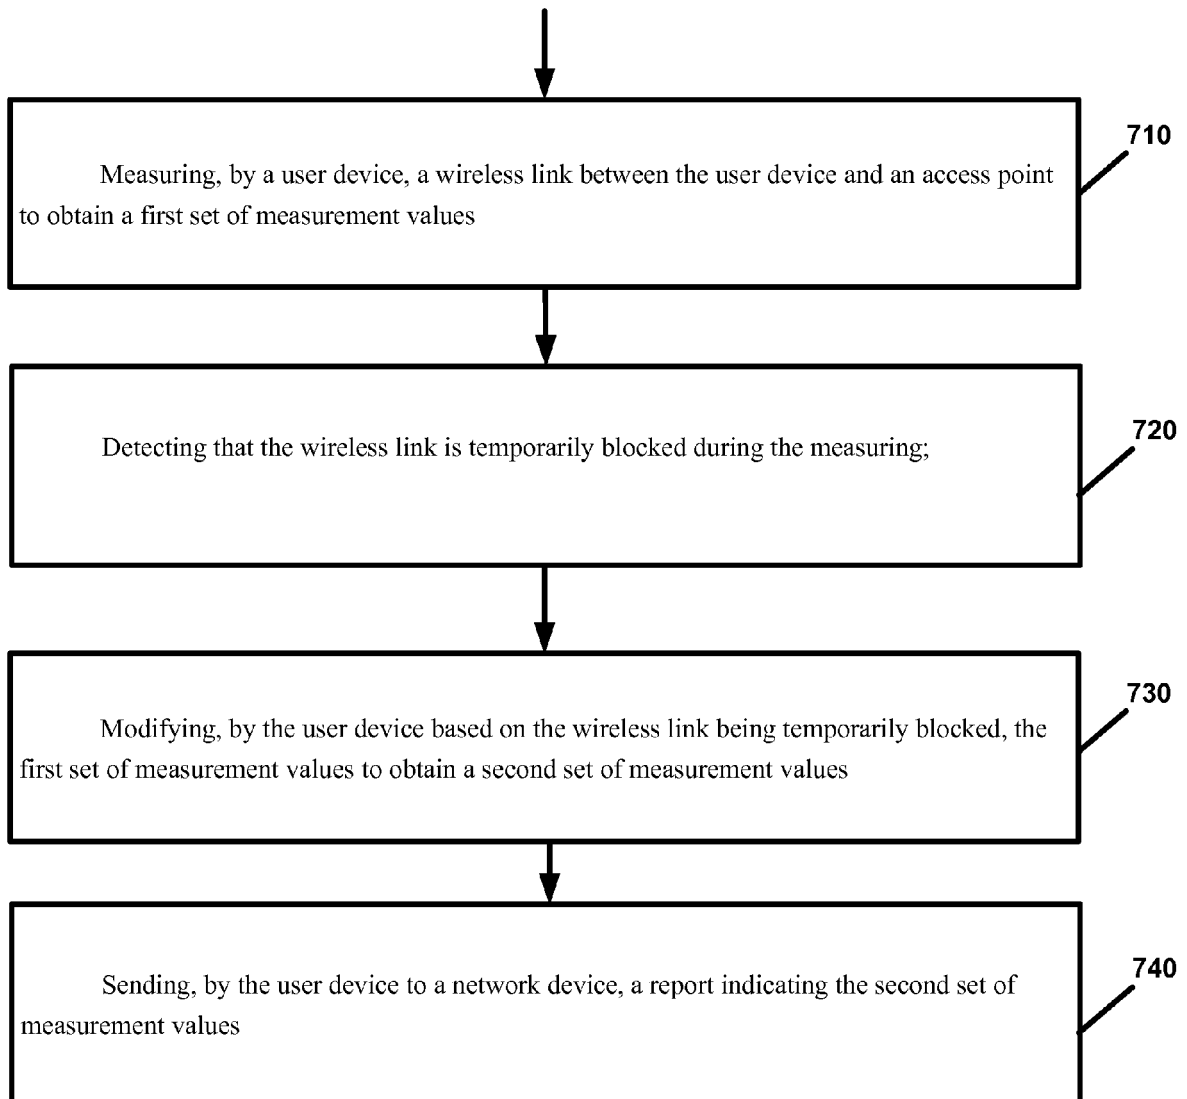 710
Measuring, by a user device, a wireless link between the user device and an access point
to obtain a first set of measurement values
720
Detecting that the wireless link is temporarily blocked during the measuring;
730
Modifying, by the user device based on the wireless link being temporarily blocked, the
first set of measurement values to obtain a second set of measurement values
740
Sending, by the user device to a network device, a report indicating the second set of
measurement values